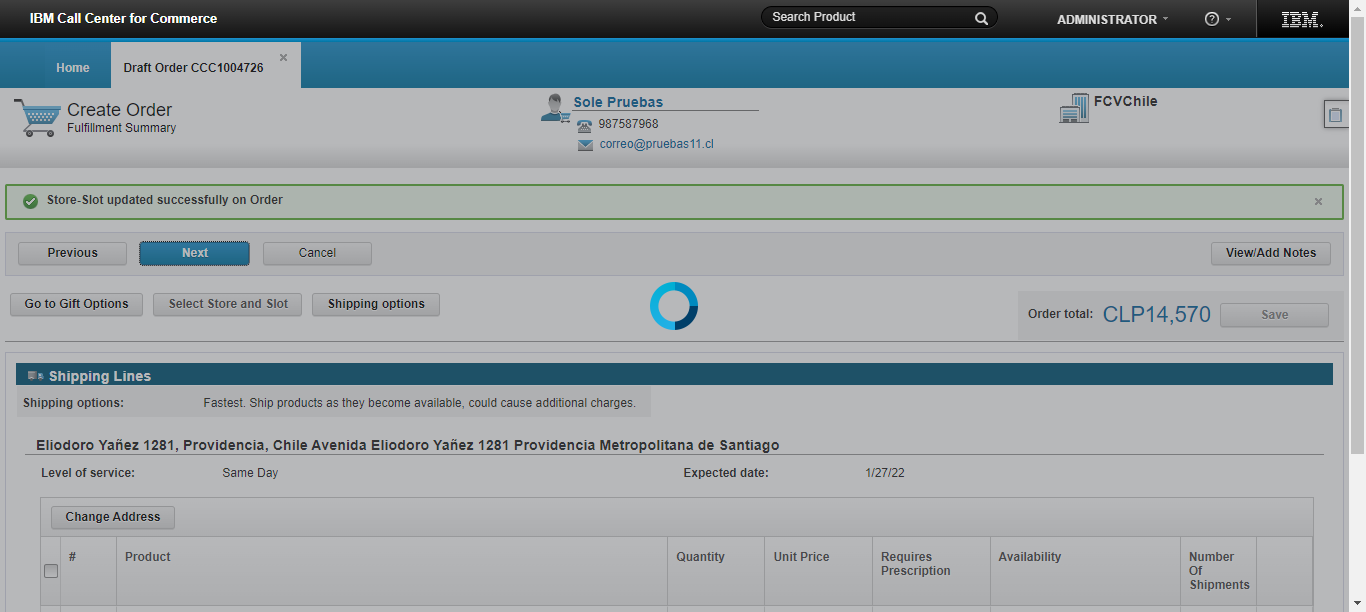 IBM Call Center for Commerce
Search Product
ADMINISTRATOR
IBM.
Home
Draft Order CCC1004726
Create Order
Fulfillment Summary
Sole Pruebas
987587968
correo@pruebas11.cl
FCVChile
Store-Slot updated successfully on Order
Previous
Next
Cancel
View/Add Notes
Go to Gift Options
Select Store and Slot
Shipping options
Order total: CLP14,570
Save
Shipping Lines
Shipping options: Fastest. Ship products as they become available, could cause additional charges.
Eliodoro Yañez 1281, Providencia, Chile Avenida Eliodoro Yañez 1281 Providencia Metropolitana de Santiago
Level of service: Same Day
Expected date: 1/27/22
Change Address
#
Product
Quantity
Unit Price
Requires
Prescription
Availability
Number
Of
Shipments